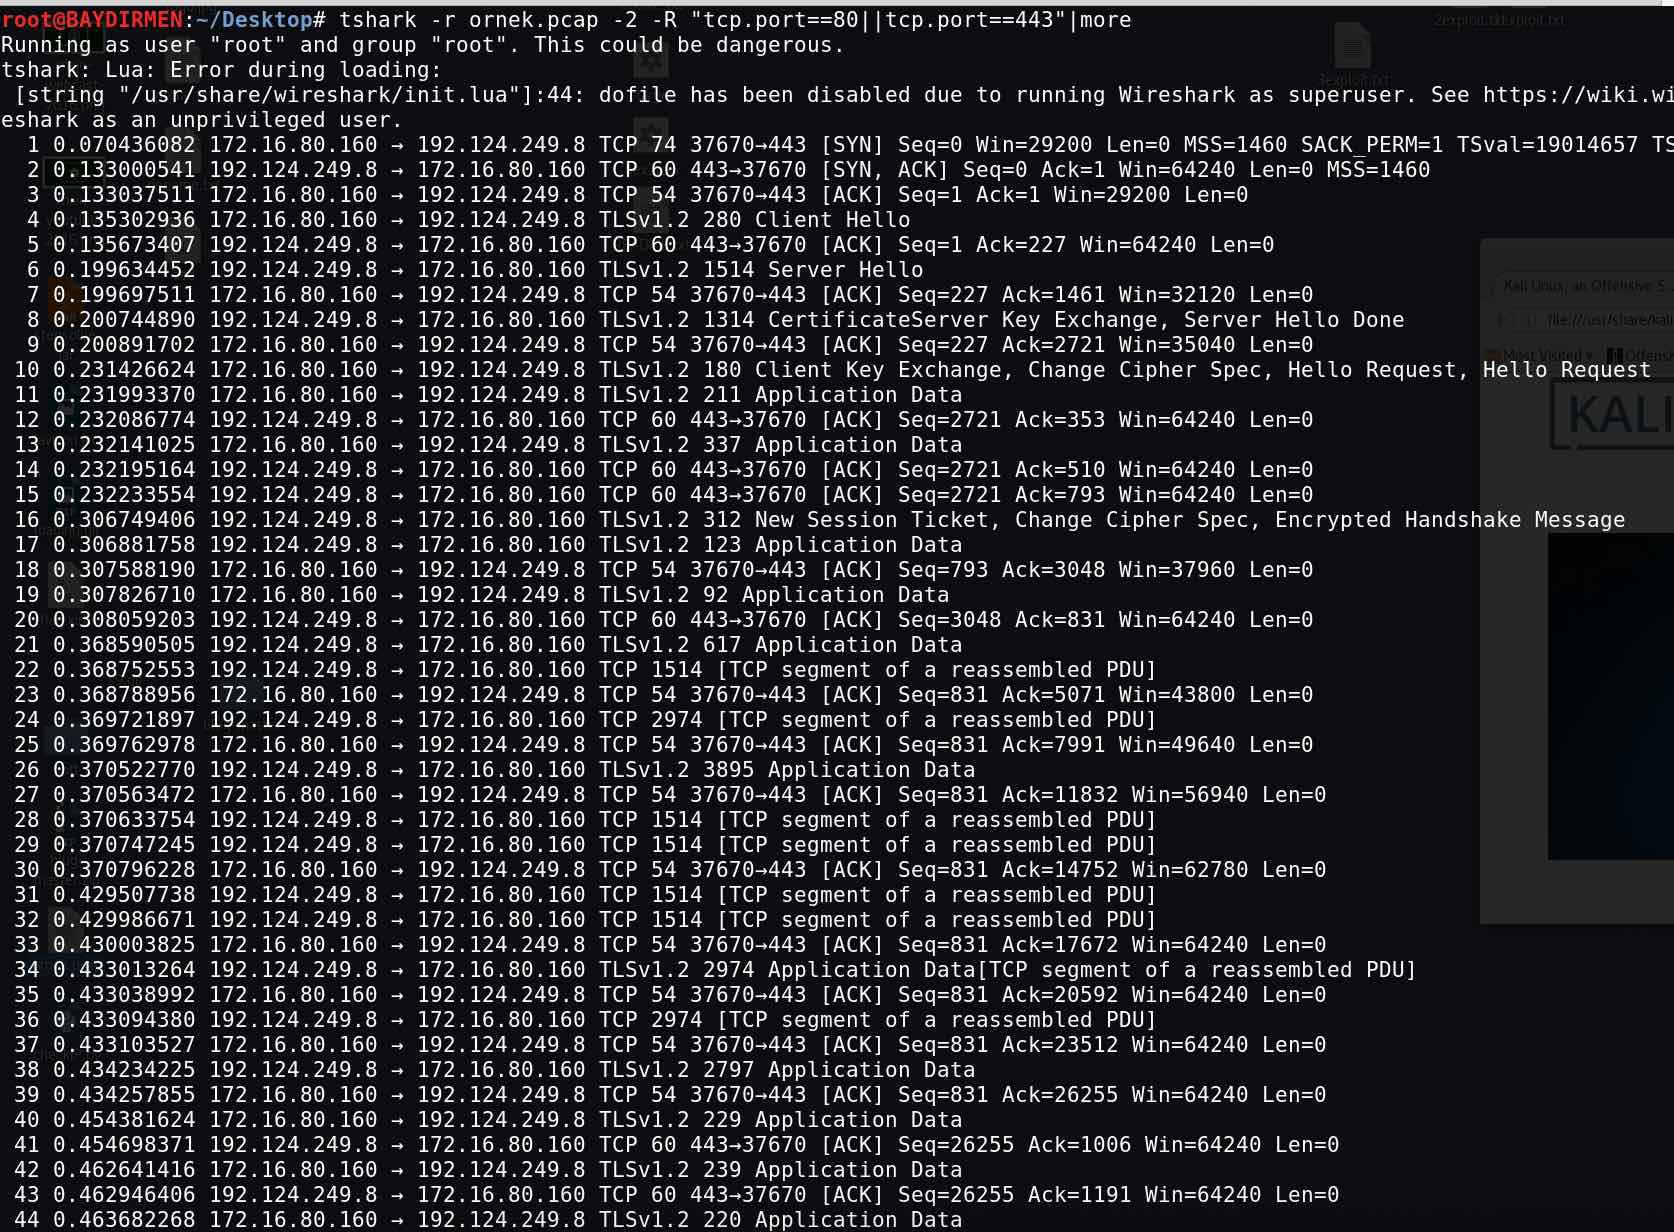 root@BAYDIRMEN:~/Desktop# tshark -r ornek.pcap -2 -R "tcp.port==80||tcp.port==443"|more
Running as user "root" and group "root". This could be dangerous.
tshark: Lua: Error during loading:
 [string "/usr/share/wireshark/init.lua"]:44: dofile has been disabled due to running Wireshark as superuser. See https://wiki.wi
eshark as an unprivileged user.
1 0.070436082 172.16.80.160 → 192.124.249.8 TCP 74 37670→443 [SYN] Seq=0 Win=29200 Len=0 MSS=1460 SACK_PERM=1 TSval=19014657 TS
2 0.133000541 192.124.249.8 → 172.16.80.160 TCP 60 443→37670 [SYN, ACK] Seq=0 Ack=1 Win=64240 Len=0 MSS=1460
3 0.133037511 172.16.80.160 → 192.124.249.8 TCP 54 37670→443 [ACK] Seq=1 Ack=1 Win=29200 Len=0
4 0.135302936 172.16.80.160 → 192.124.249.8 TLSv1.2 280 Client Hello
5 0.135673407 192.124.249.8 → 172.16.80.160 TCP 60 443→37670 [ACK] Seq=1 Ack=227 Win=64240 Len=0
6 0.199634452 192.124.249.8 → 172.16.80.160 TLSv1.2 1514 Server Hello
7 0.199697511 172.16.80.160 → 192.124.249.8 TCP 54 37670→443 [ACK] Seq=227 Ack=1461 Win=32120 Len=0
8 0.200744890 192.124.249.8 → 172.16.80.160 TLSv1.2 1314 CertificateServer Key Exchange, Server Hello Done
9 0.200891702 172.16.80.160 → 192.124.249.8 TCP 54 37670→443 [ACK] Seq=227 Ack=2721 Win=35040 Len=0
10 0.231426624 172.16.80.160 → 192.124.249.8 TLSv1.2 180 Client Key Exchange, Change Cipher Spec, Hello Request, Hello Request
11 0.231993370 172.16.80.160 → 192.124.249.8 TLSv1.2 211 Application Data
12 0.232086774 192.124.249.8 → 172.16.80.160 TCP 60 443→37670 [ACK] Seq=2721 Ack=353 Win=64240 Len=0
13 0.232141025 172.16.80.160 → 192.124.249.8 TLSv1.2 337 Application Data
14 0.232195164 192.124.249.8 → 172.16.80.160 TCP 60 443→37670 [ACK] Seq=2721 Ack=510 Win=64240 Len=0
15 0.232233554 192.124.249.8 → 172.16.80.160 TCP 60 443→37670 [ACK] Seq=2721 Ack=793 Win=64240 Len=0
16 0.306749406 192.124.249.8 → 172.16.80.160 TLSv1.2 312 New Session Ticket, Change Cipher Spec, Encrypted Handshake Message
17 0.306881758 192.124.249.8 → 172.16.80.160 TLSv1.2 123 Application Data
18 0.307588190 172.16.80.160 → 192.124.249.8 TCP 54 37670→443 [ACK] Seq=793 Ack=3048 Win=37960 Len=0
19 0.307826710 172.16.80.160 → 192.124.249.8 TLSv1.2 92 Application Data
20 0.308059203 192.124.249.8 → 172.16.80.160 TCP 60 443→37670 [ACK] Seq=3048 Ack=831 Win=64240 Len=0
21 0.368590505 192.124.249.8 → 172.16.80.160 TLSv1.2 617 Application Data
22 0.368752553 192.124.249.8 → 172.16.80.160 TCP 1514 [TCP segment of a reassembled PDU]
23 0.368788956 172.16.80.160 → 192.124.249.8 TCP 54 37670→443 [ACK] Seq=831 Ack=5071 Win=43800 Len=0
24 0.369721897 192.124.249.8 → 172.16.80.160 TCP 2974 [TCP segment of a reassembled PDU]
25 0.369762978 172.16.80.160 → 192.124.249.8 TCP 54 37670→443 [ACK] Seq=831 Ack=7991 Win=49640 Len=0
26 0.370522770 192.124.249.8 → 172.16.80.160 TLSv1.2 3895 Application Data
27 0.370563472 172.16.80.160 → 192.124.249.8 TCP 54 37670→443 [ACK] Seq=831 Ack=11832 Win=56940 Len=0
28 0.370633754 192.124.249.8 → 172.16.80.160 TCP 1514 [TCP segment of a reassembled PDU]
29 0.370747245 192.124.249.8 → 172.16.80.160 TCP 1514 [TCP segment of a reassembled PDU]
30 0.370796228 172.16.80.160 → 192.124.249.8 TCP 54 37670→443 [ACK] Seq=831 Ack=14752 Win=62780 Len=0
31 0.429507738 192.124.249.8 → 172.16.80.160 TCP 1514 [TCP segment of a reassembled PDU]
32 0.429986671 192.124.249.8 → 172.16.80.160 TCP 1514 [TCP segment of a reassembled PDU]
33 0.430003825 172.16.80.160 → 192.124.249.8 TCP 54 37670→443 [ACK] Seq=831 Ack=17672 Win=64240 Len=0
34 0.433013264 192.124.249.8 → 172.16.80.160 TLSv1.2 2974 Application Data[TCP segment of a reassembled PDU]
35 0.433038992 172.16.80.160 → 192.124.249.8 TCP 54 37670→443 [ACK] Seq=831 Ack=20592 Win=64240 Len=0
36 0.433094380 192.124.249.8 → 172.16.80.160 TCP 2974 [TCP segment of a reassembled PDU]
37 0.433103527 172.16.80.160 → 192.124.249.8 TCP 54 37670→443 [ACK] Seq=831 Ack=23512 Win=64240 Len=0
38 0.434234225 192.124.249.8 → 172.16.80.160 TLSv1.2 2797 Application Data
39 0.434257855 172.16.80.160 → 192.124.249.8 TCP 54 37670→443 [ACK] Seq=831 Ack=26255 Win=64240 Len=0
40 0.454381624 172.16.80.160 → 192.124.249.8 TLSv1.2 229 Application Data
41 0.454698371 192.124.249.8 → 172.16.80.160 TCP 60 443→37670 [ACK] Seq=26255 Ack=1006 Win=64240 Len=0
42 0.462641416 172.16.80.160 → 192.124.249.8 TLSv1.2 239 Application Data
43 0.462946406 192.124.249.8 → 172.16.80.160 TCP 60 443→37670 [ACK] Seq=26255 Ack=1191 Win=64240 Len=0
44 0.463682268 172.16.80.160 → 192.124.249.8 TLSv1.2 220 Application Data
3exploit.txt
Kali Linux, an Offensive S...
file:///usr/share/kali
Most Visited
Offensi
KALI